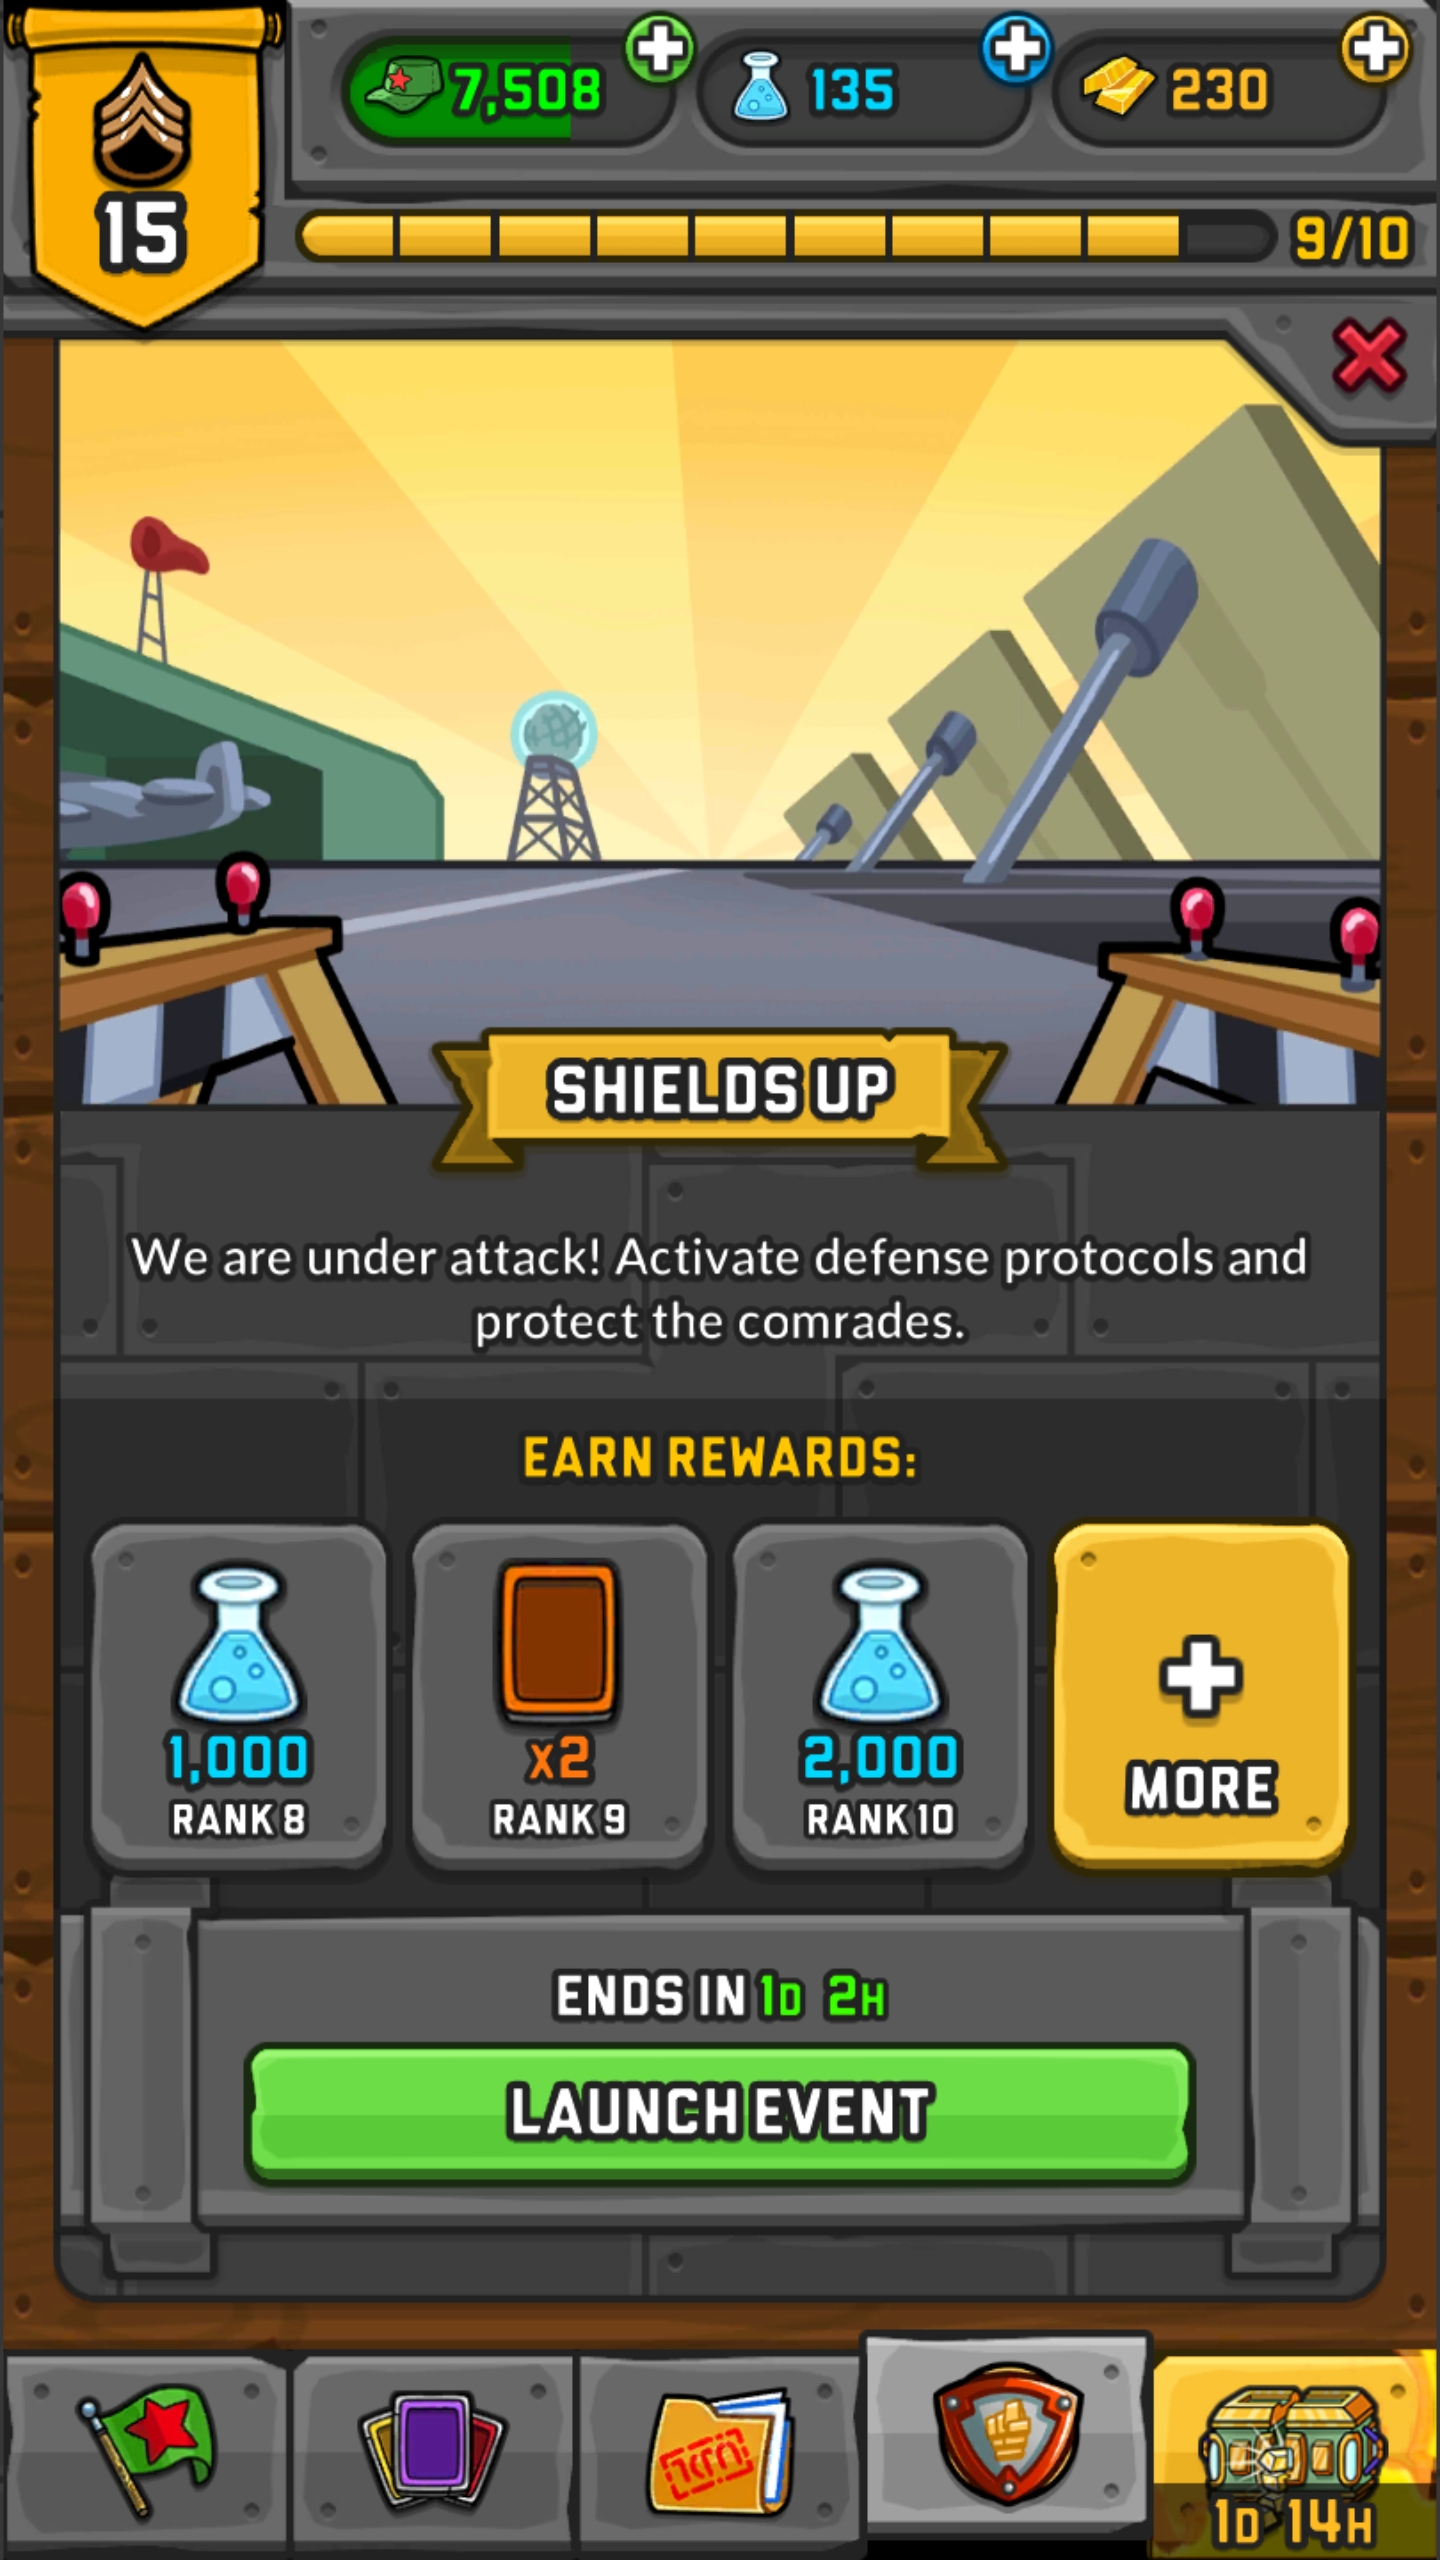 7,508
135
230
15
9/10
SHIELDS UP
We are under attack! Activate defense protocols and
protect the comrades.
EARN REWARDS:
1,000
x2
2,000
RANK 8
RANK 9
RANK 10
MORE
ENDS IN 1D 2H
LAUNCH EVENT
1D 14H